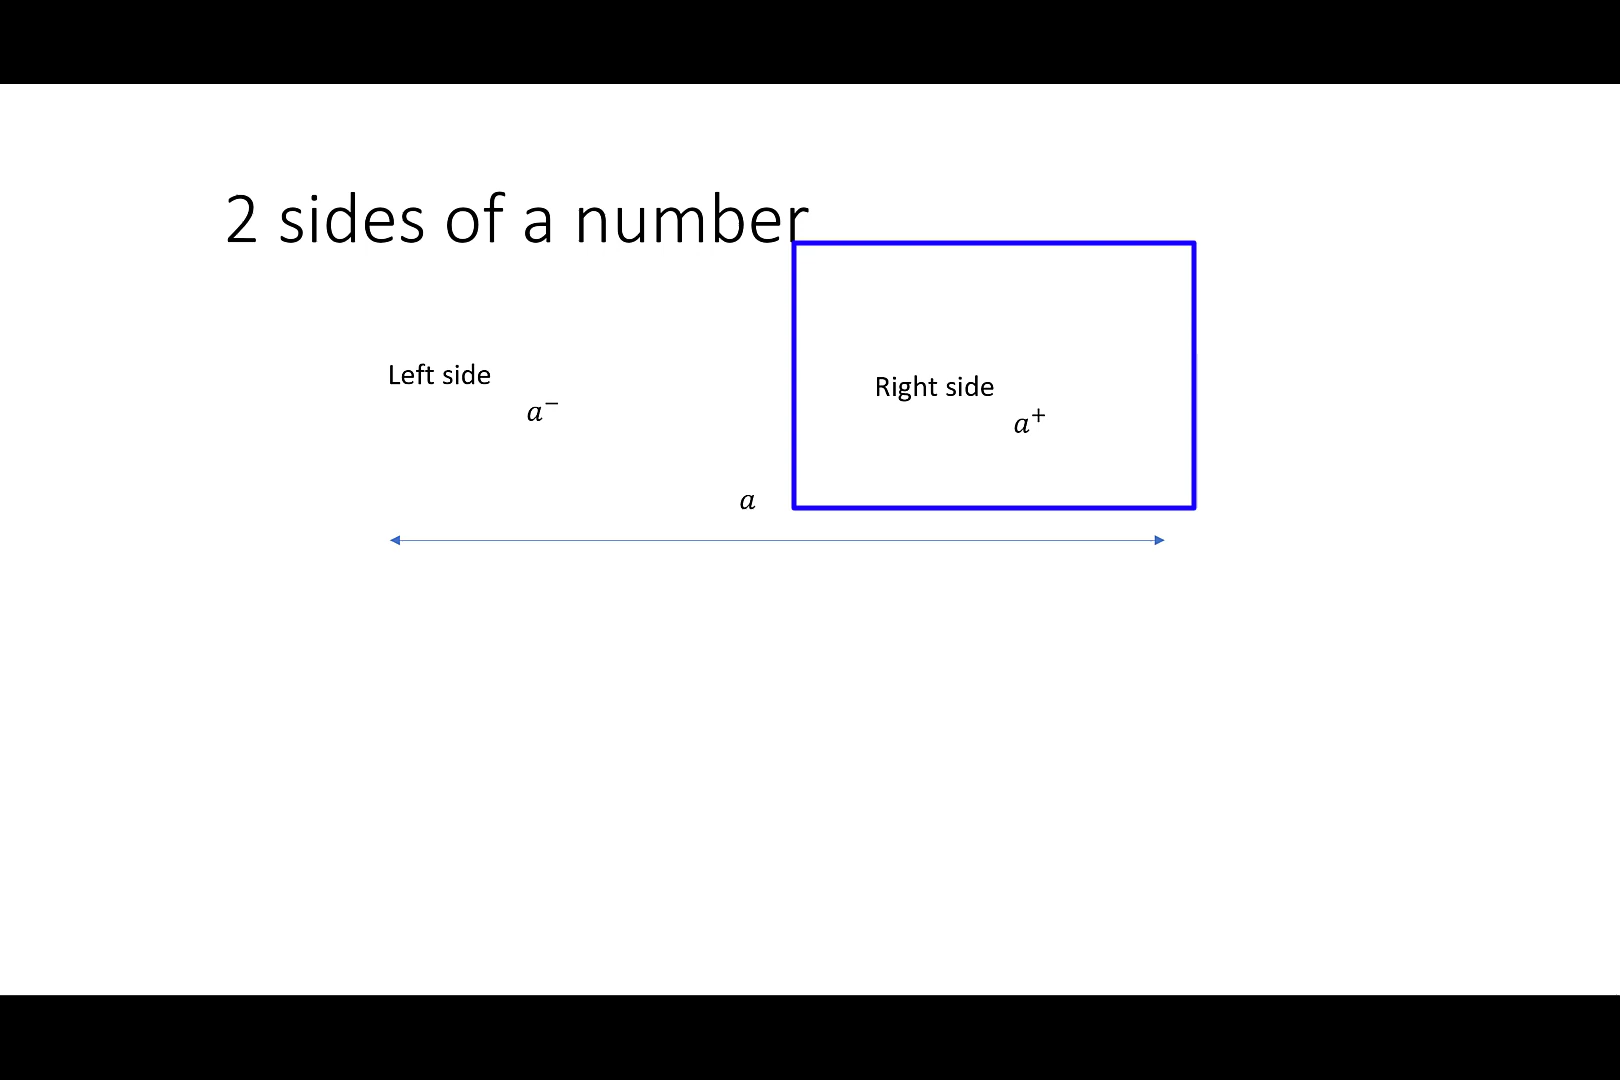 2 sides of a number
Left side
a⁻
Right side
a⁺
a